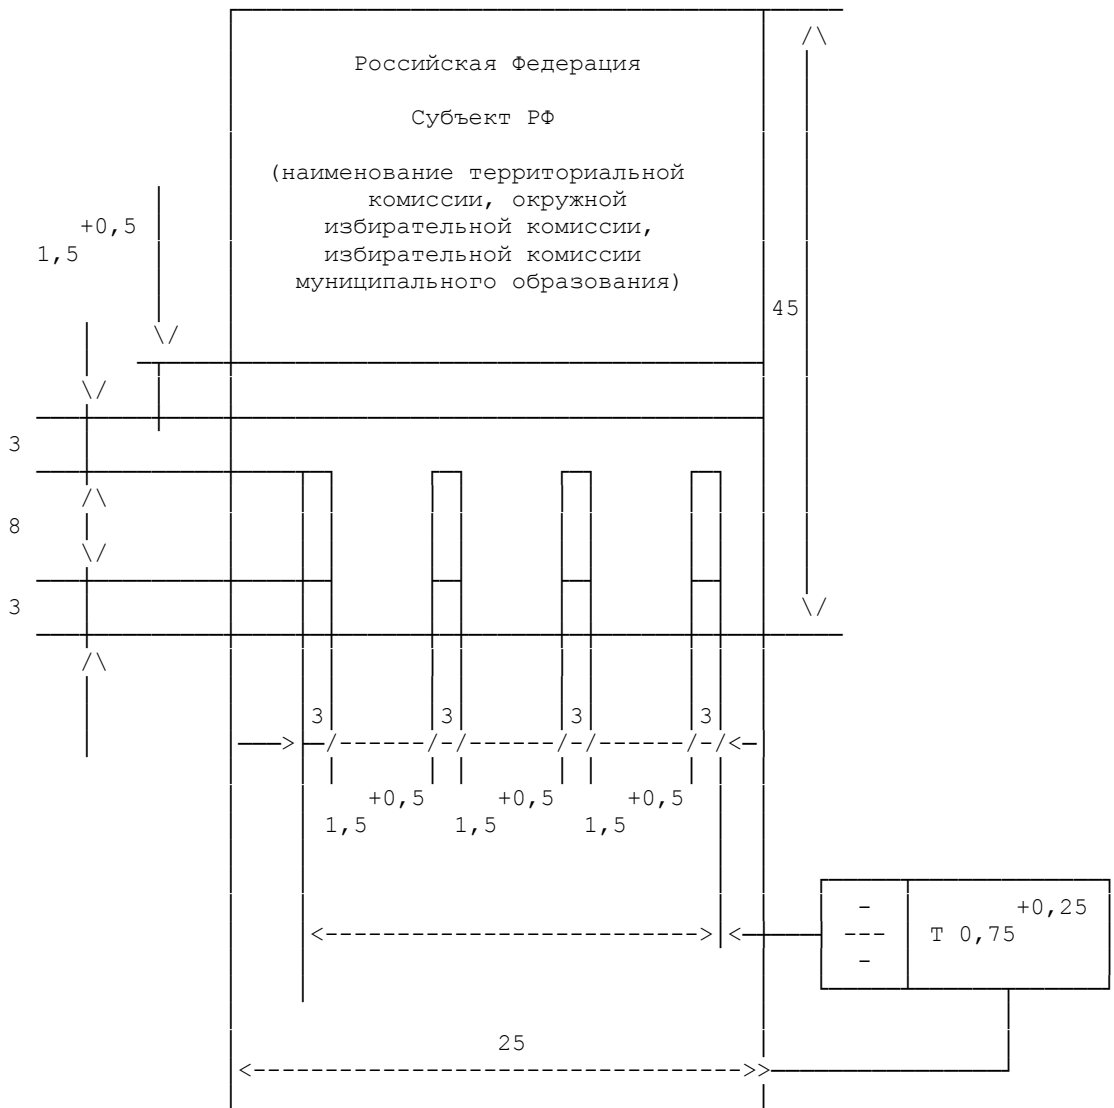 Российская Федерация
Субъект РФ
(наименование территориальной
комиссии, окружной
+0,5 избирательной комиссии,
1,5 избирательной комиссии
муниципального образования)
45
3
8
3
3 3 3 3
+0,5 +0,5 +0,5
1,5 1,5 1,5
- +0,25
--- Т 0,75
-
25